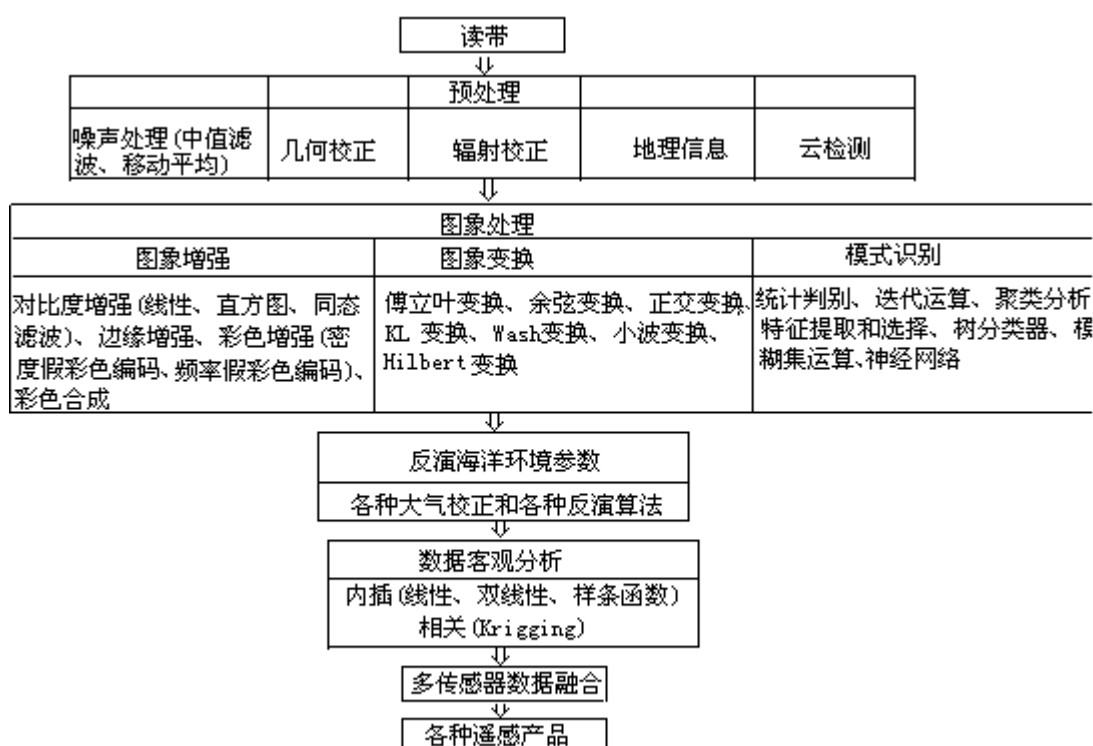 读带
预处理
噪声处理(中值滤
波、移动平均)
几何校正
辐射校正
地理信息
云检测
图象处理
图象增强
图象变换
模式识别
对比度增强(线性、直方图、同态
滤波)、边缘增强、彩色增强(密
度假彩色编码、频率假彩色编码)、
彩色合成
傅立叶变换、余弦变换、正交变换、
KL 变换、Wash变换、小波变换、
Hilbert变换
统计判别、迭代运算、聚类分析
特征提取和选择、树分类器、模
糊集运算、神经网络
反演海洋环境参数
各种大气校正和各种反演算法
数据客观分析
内插(线性、双线性、样条函数)
相关(Krigging)
多传感器数据融合
各种遥感产品